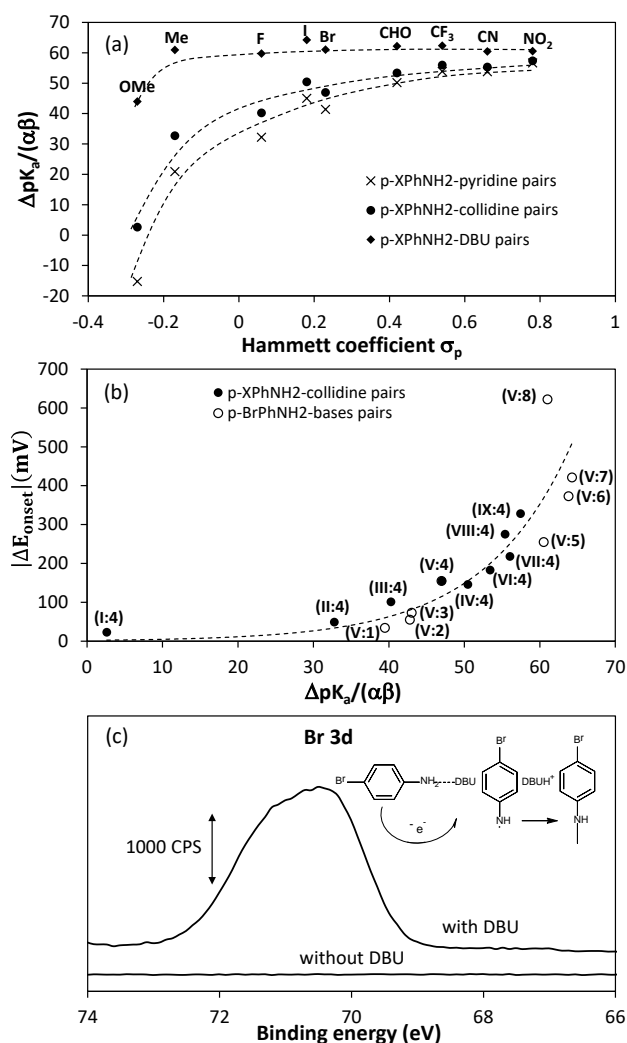 (a)
Me
F
I
Br
CHO
CF3
CN
NO2
OMe
70
60
50
40
30
20
10
0
-10
-20
ΔpKa/(αβ)
× p-XPhNH2-pyridine pairs
● p-XPhNH2-collidine pairs
◆ p-XPhNH2-DBU pairs
-0.4 -0.2 0 0.2 0.4 0.6 0.8 1
Hammett coefficient σp
(b)
700
600
500
400
300
200
100
0
|ΔEonset|(mV)
● p-XPhNH2-collidine pairs
○ p-BrPhNH2-bases pairs
(V:8)
(V:7)
(V:6)
(IX:4)
(VIII:4)
(V:5)
(V:4)
(VII:4)
(VI:4)
(III:4)
(IV:4)
(II:4)
(V:3)
(I:4)
(V:1)
(V:2)
0 10 20 30 40 50 60 70
ΔpKa/(αβ)
(c)
Br 3d
Br
NH2
DBU
- e-
Br
NH
.
DBUH+
Br
NH
1000 CPS
with DBU
without DBU
74 72 70 68 66
Binding energy (eV)